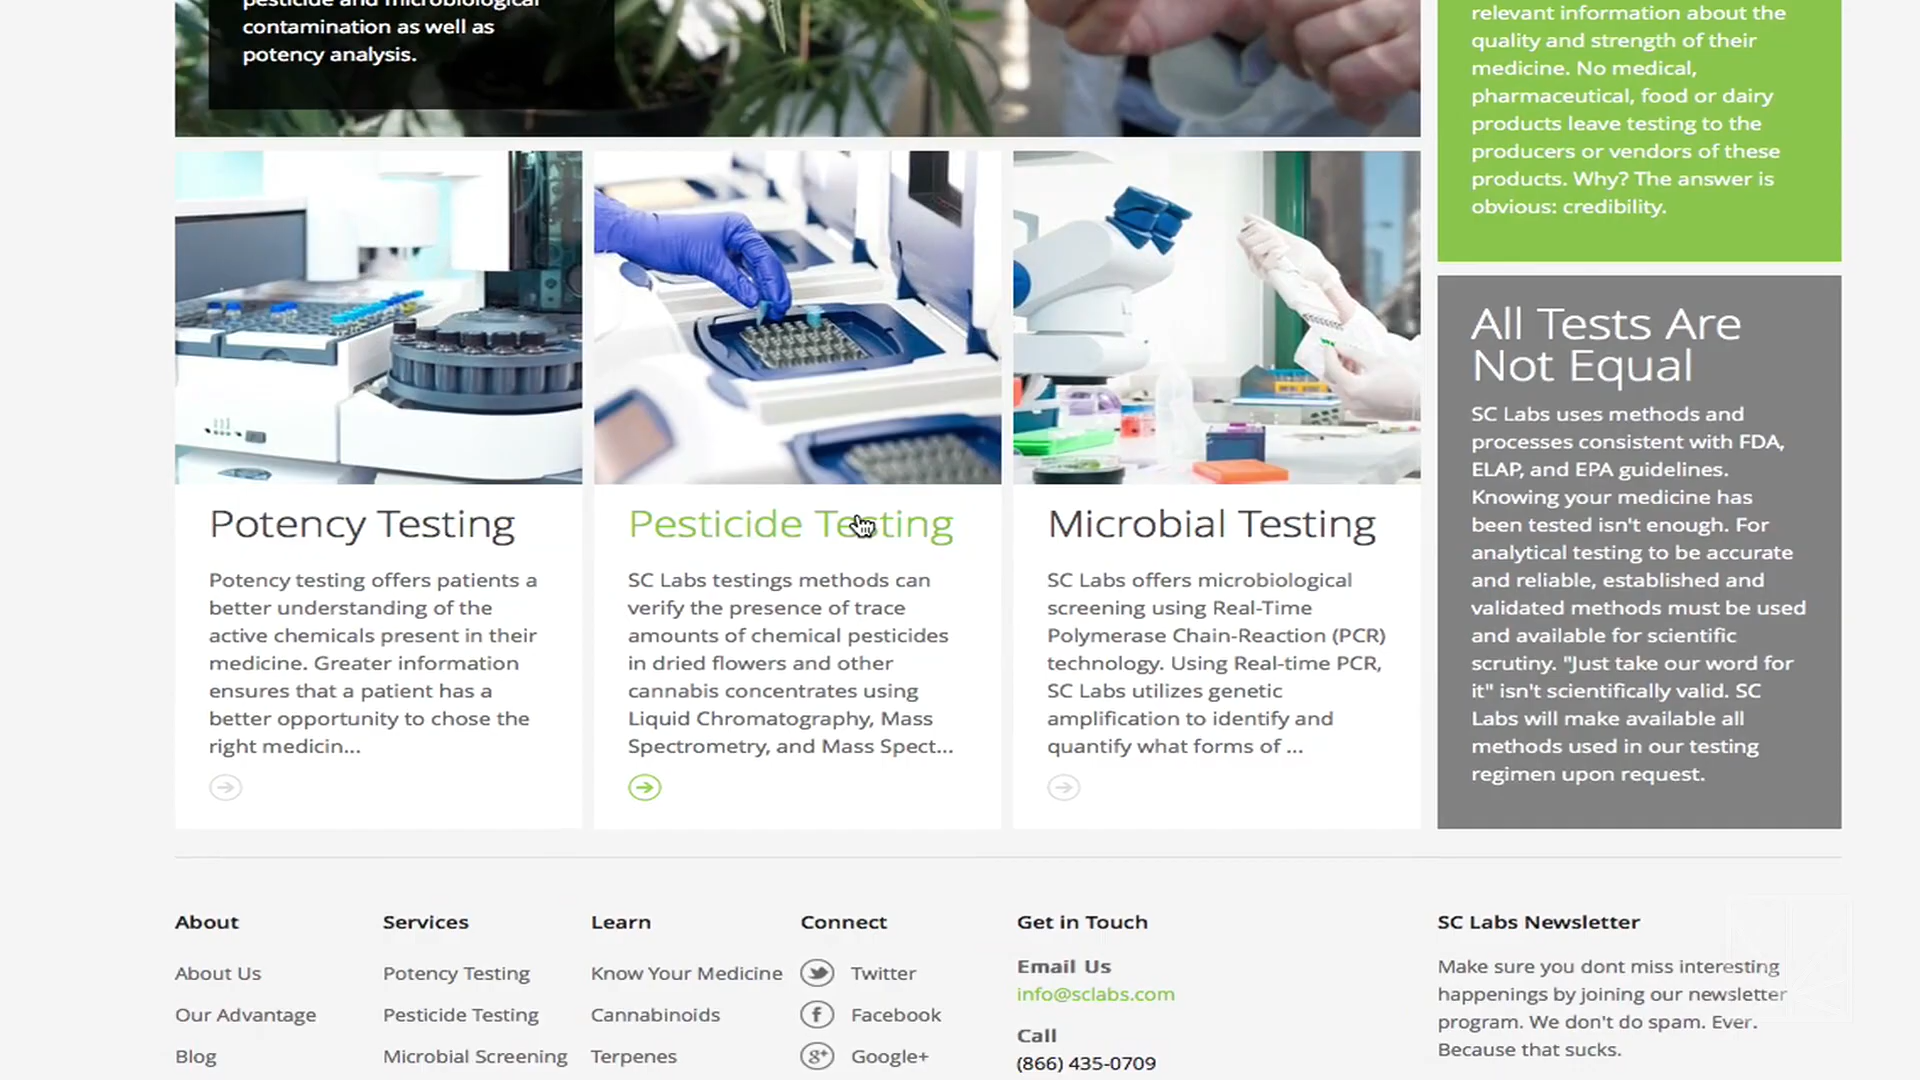 pesticide and microbiological
contamination as well as
potency analysis.
relevant information about the
quality and strength of their
medicine. No medical,
pharmaceutical, food or dairy
products leave testing to the
producers or vendors of these
products. Why? The answer is
obvious: credibility.
Potency Testing
Potency testing offers patients a
better understanding of the
active chemicals present in their
medicine. Greater information
ensures that a patient has a
better opportunity to chose the
right medicin...
Pesticide Testing
SC Labs testings methods can
verify the presence of trace
amounts of chemical pesticides
in dried flowers and other
cannabis concentrates using
Liquid Chromatography, Mass
Spectrometry, and Mass Spect...
Microbial Testing
SC Labs offers microbiological
screening using Real-Time
Polymerase Chain-Reaction (PCR)
technology. Using Real-time PCR,
SC Labs utilizes genetic
amplification to identify and
quantify what forms of ...
All Tests Are
Not Equal
SC Labs uses methods and
processes consistent with FDA,
ELAP, and EPA guidelines.
Knowing your medicine has
been tested isn't enough. For
analytical testing to be accurate
and reliable, established and
validated methods must be used
and available for scientific
scrutiny. "Just take our word for
it" isn't scientifically valid. SC
Labs will make available all
methods used in our testing
regimen upon request.
About
About Us
Our Advantage
Blog
Services
Potency Testing
Pesticide Testing
Microbial Screening
Learn
Know Your Medicine
Cannabinoids
Terpenes
Connect
Twitter
Facebook
Google+
Get in Touch
Email Us
info@sclabs.com
Call
(866) 435-0709
SC Labs Newsletter
Make sure you dont miss interesting
happenings by joining our newsletter
program. We don't do spam. Ever.
Because that sucks.